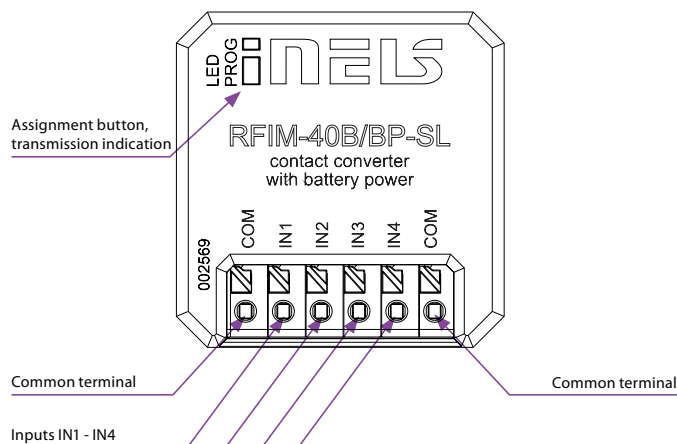 LED
PROG
iNELS
Assignment button,
transmission indication
RFIM-40B/BP-SL
contact converter
with battery power
002569
COM
IN1
IN2
IN3
IN4
COM
Common terminal
Common terminal
Inputs IN1 - IN4